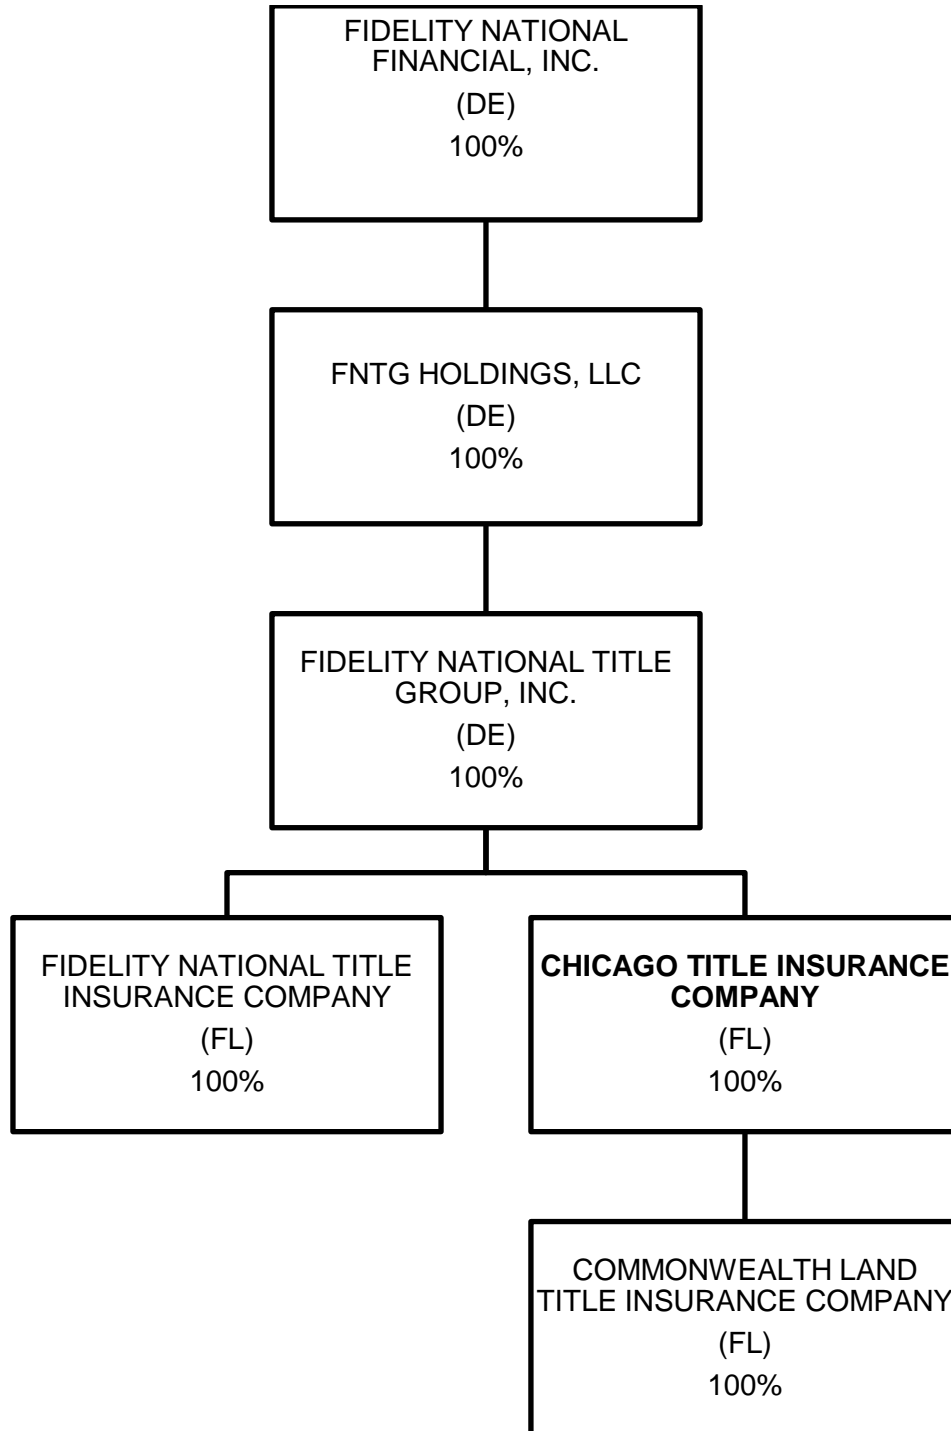 FIDELITY NATIONAL
FINANCIAL, INC.
(DE)
100%
FNTG HOLDINGS, LLC
(DE)
100%
FIDELITY NATIONAL TITLE
GROUP, INC.
(DE)
100%
FIDELITY NATIONAL TITLE
INSURANCE COMPANY
(FL)
100%
CHICAGO TITLE INSURANCE
COMPANY
(FL)
100%
COMMONWEALTH LAND
TITLE INSURANCE COMPANY
(FL)
100%